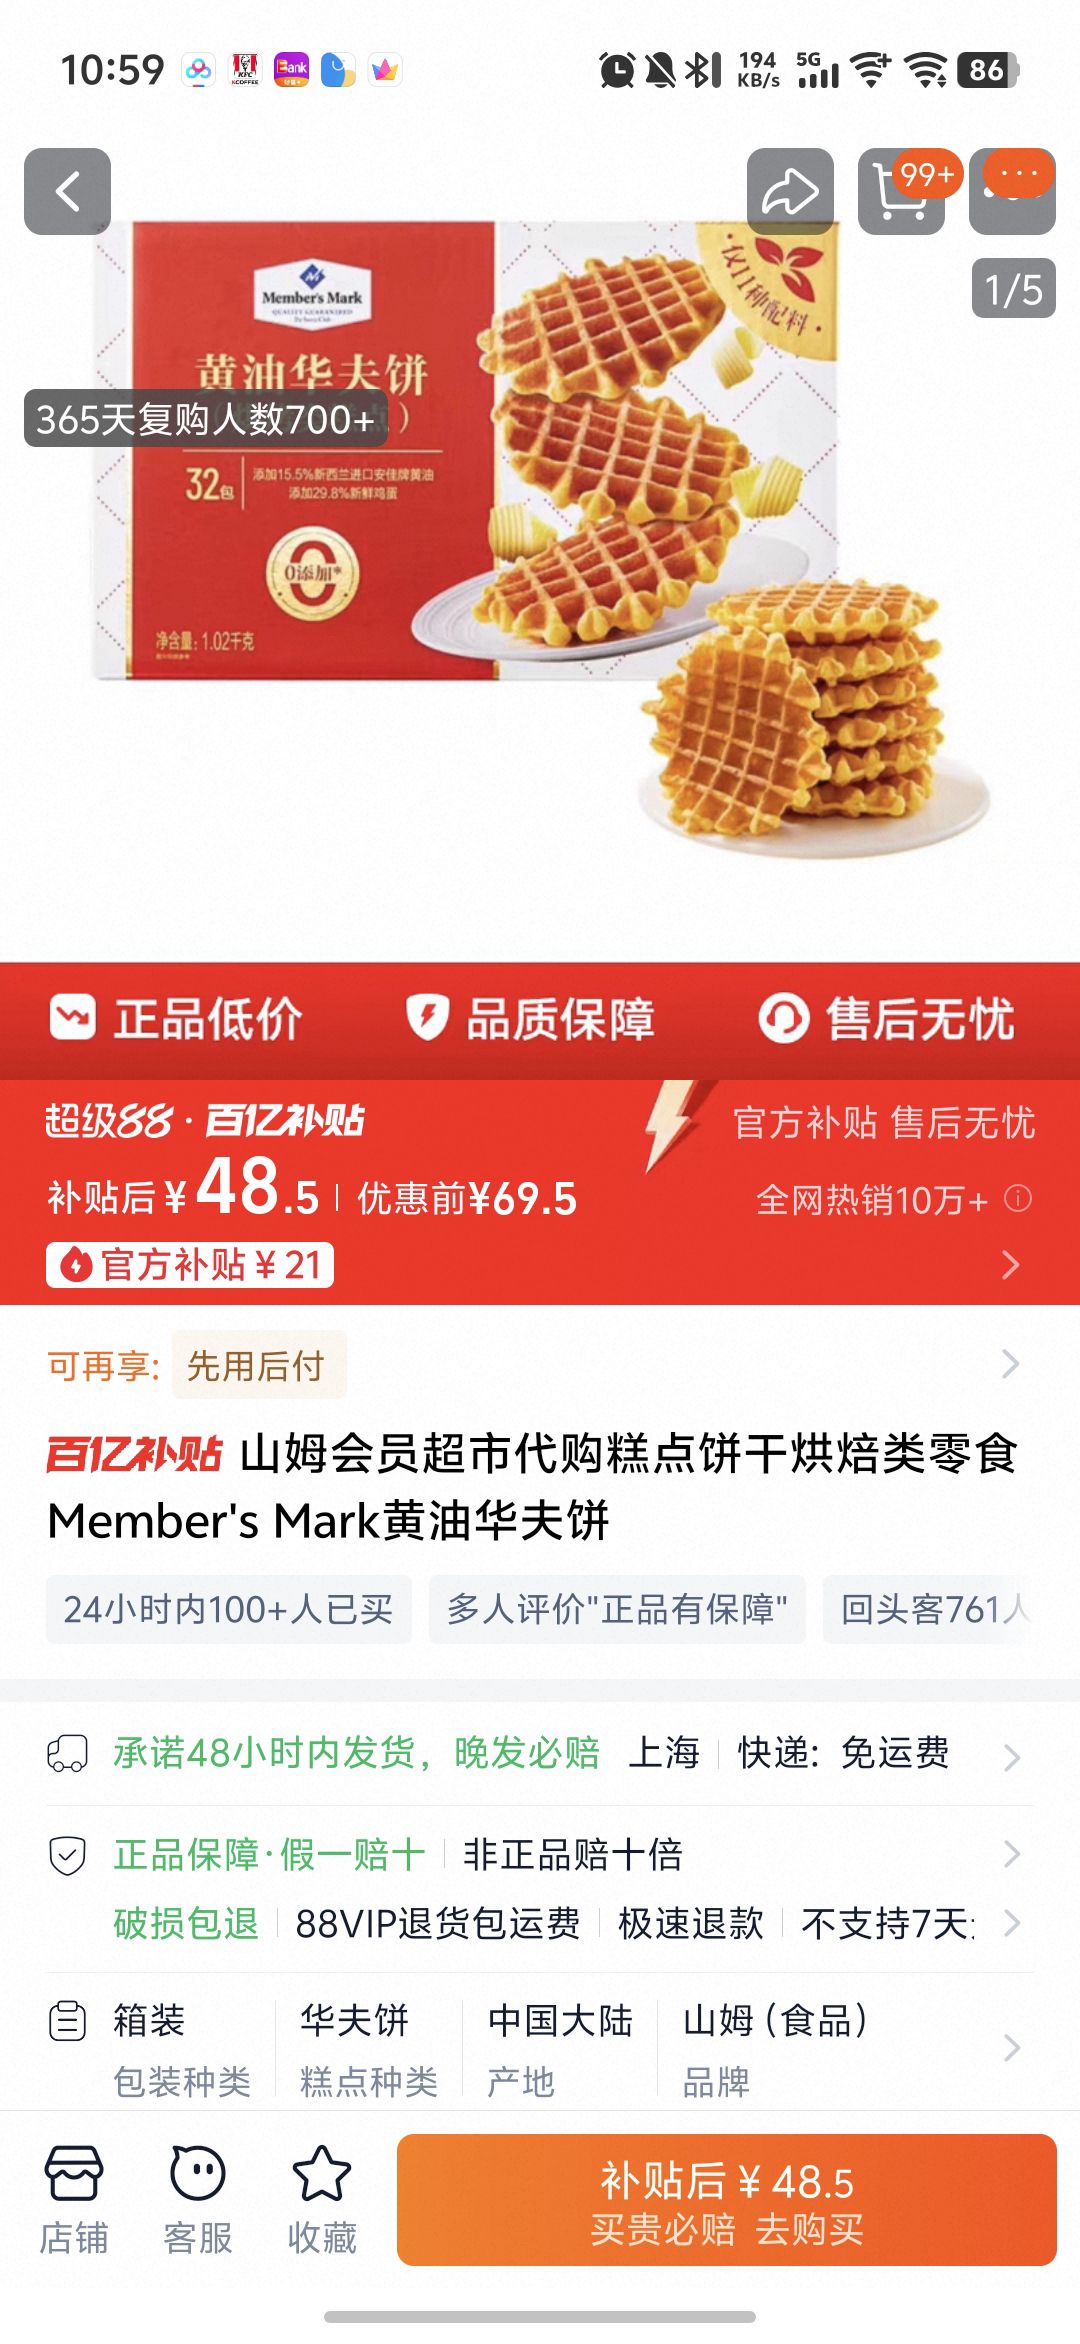 10:59
KFC
KCOFFEE
Bank
194
KB/s
5G
86
99+
1/5
Member's Mark
QUALITY GUARANTEED
仅11种配料
黄油华夫饼
365天复购人数700+
32包
添加15.5%新西兰进口安佳牌黄油
添加29.8%新鲜鸡蛋
0添加*
净含量:1.02千克
正品低价
品质保障
售后无忧
超级88·百亿补贴
官方补贴 售后无忧
补贴后¥48.5 优惠前¥69.5
全网热销10万+
官方补贴¥21
可再享: 先用后付
百亿补贴 山姆会员超市代购糕点饼干烘焙类零食
Member's Mark黄油华夫饼
24小时内100+人已买
多人评价"正品有保障"
回头客761人
承诺48小时内发货，晚发必赔 上海 快递: 免运费
正品保障·假一赔十 非正品赔十倍
破损包退 88VIP退货包运费 极速退款 不支持7天
箱装 华夫饼 中国大陆 山姆(食品)
包装种类 糕点种类 产地 品牌
店铺
客服
收藏
补贴后¥48.5
买贵必赔 去购买